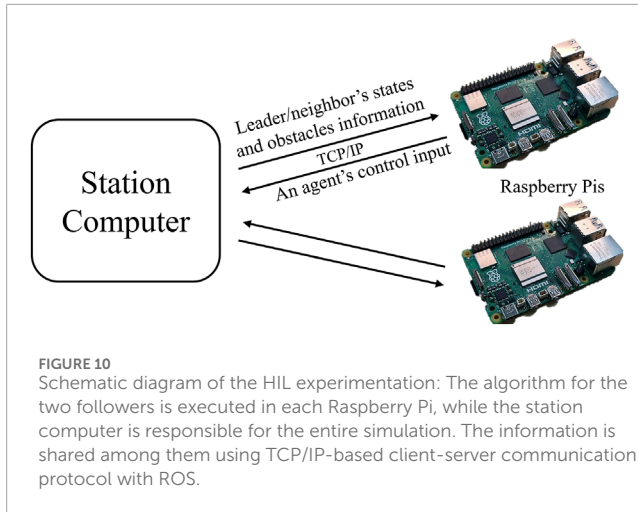 Leader/neighbor's states
and obstacles information
TCP/IP
An agent's control input
Station
Computer
HDMI
Raspberry Pis
HDMI
FIGURE 10
Schematic diagram of the HIL experimentation: The algorithm for the
two followers is executed in each Raspberry Pi, while the station
computer is responsible for the entire simulation. The information is
shared among them using TCP/IP-based client-server communication
protocol with ROS.